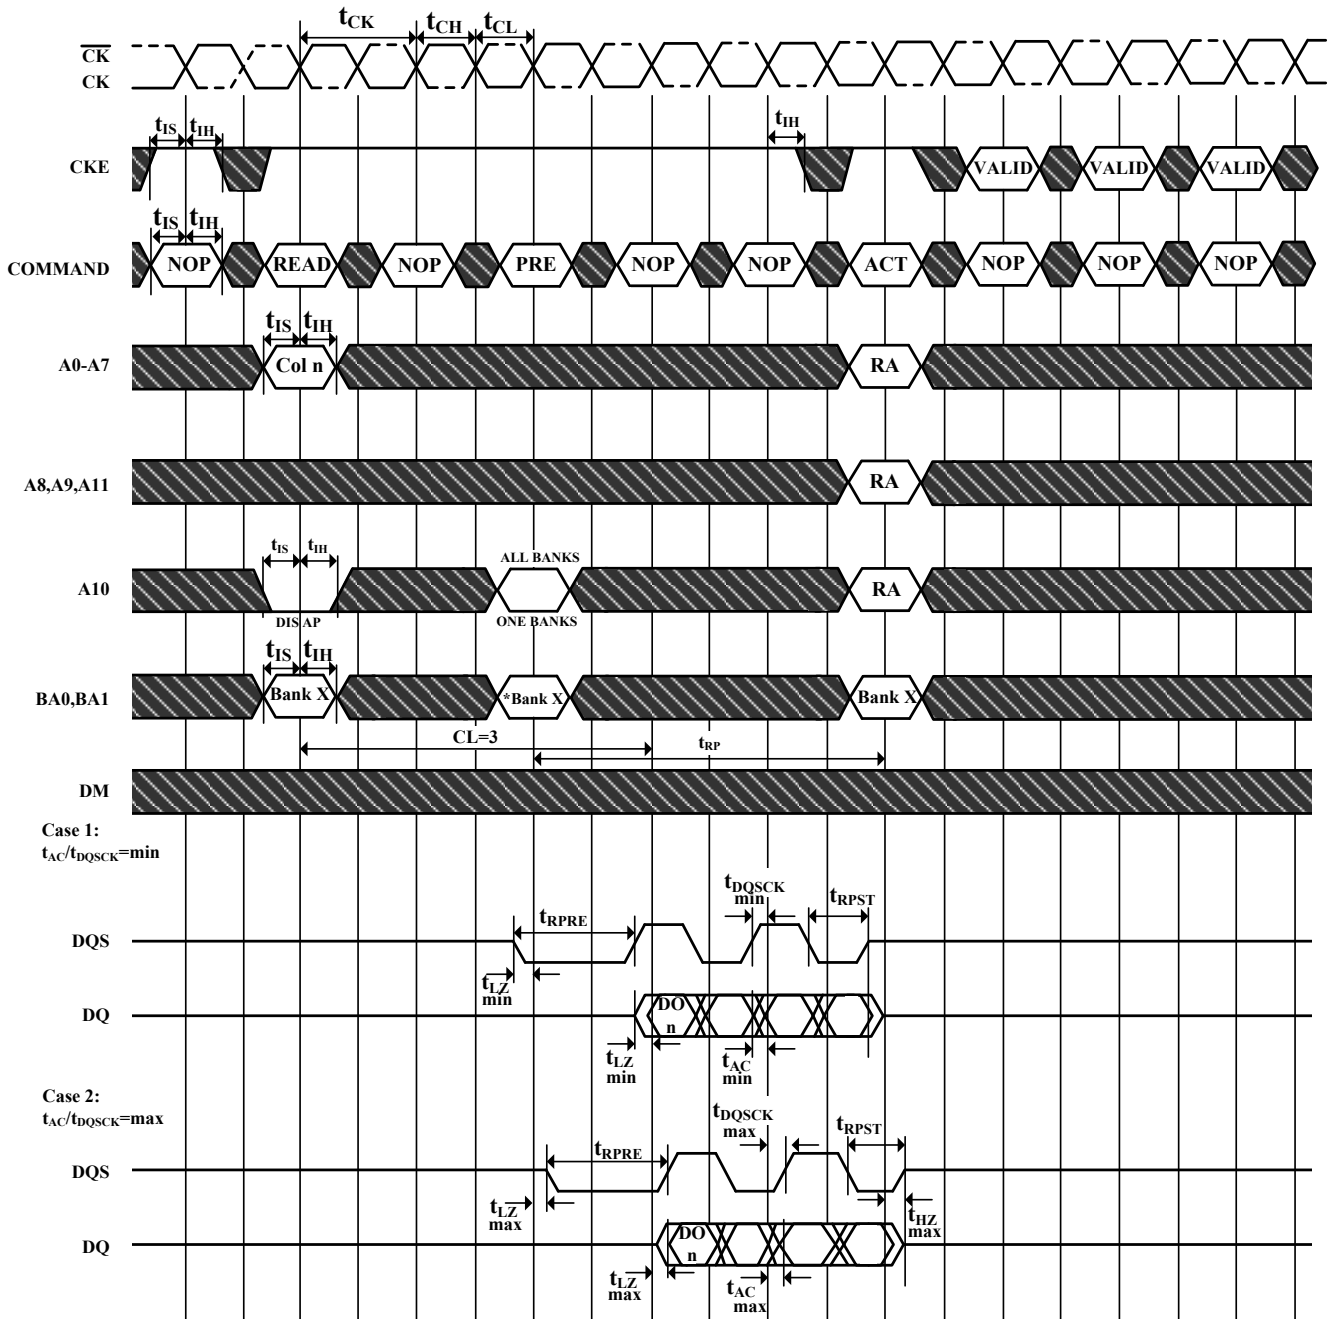 tCK tCH tCL
CK
CK
tIS tIH tIH
CKE VALID VALID VALID
tIS tIH
COMMAND NOP READ NOP PRE NOP NOP ACT NOP NOP NOP
tIS tIH
A0-A7 Col n RA
A8,A9,A11 RA
tIS tIH ALL BANKS
A10 RA
DIS AP ONE BANKS
tIS tIH
BA0,BA1 Bank X *Bank X Bank X
CL=3 tRP
DM
Case 1:
tAC/tDQSCK=min
tDQSCK
min
tRPRE tRPST
DQS
tLZ
min
DQ DO
n
tLZ
min
tAC
min
Case 2:
tAC/tDQSCK=max
tDQSCK
max
tRPRE tRPST
DQS
tLZ
max
tHZ
max
DQ DO
n
tLZ
max
tAC
max